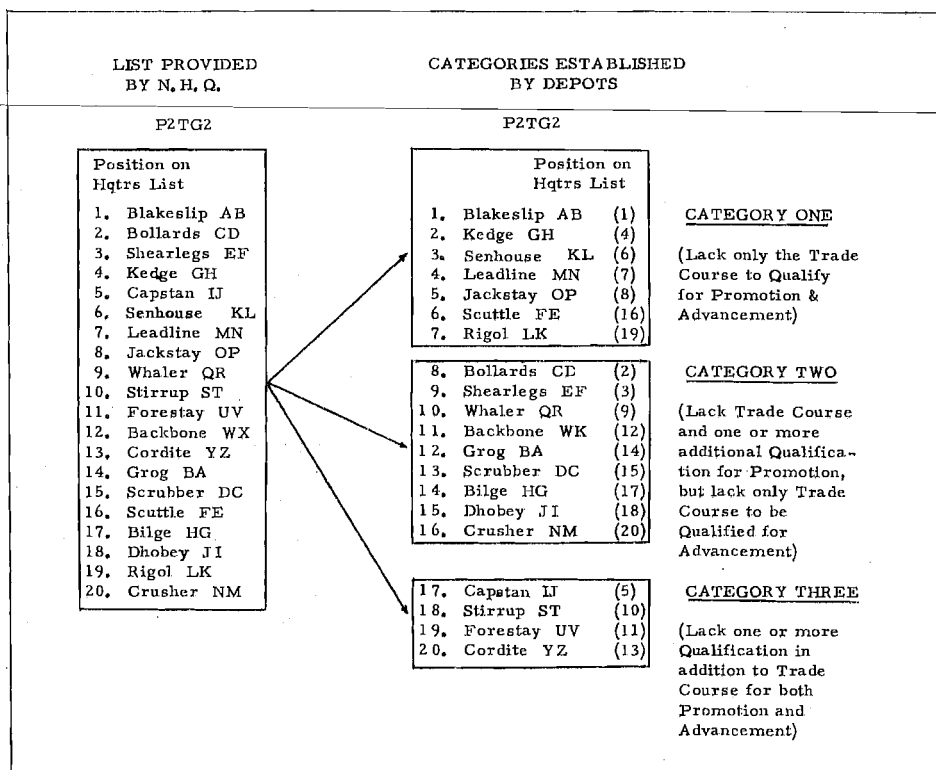 LIST PROVIDED
BY N. H. Q.
CATEGORIES ESTABLISHED
BY DEPOTS
P2TG2
P2TG2
Position on
Hqtrs List
1. Blakeslip AB
2. Bollards CD
3. Shearlegs EF
4. Kedge GH
5. Capstan IJ
6. Senhouse KL
7. Leadline MN
8. Jackstay OP
9. Whaler QR
10. Stirrup ST
11. Forestay UV
12. Backbone WX
13. Cordite YZ
14. Grog BA
15. Scrubber DC
16. Scuttle FE
17. Bilge HG
18. Dhobey JI
19. Rigol LK
20. Crusher NM
Position on
Hqtrs List
1. Blakeslip AB (1)
2. Kedge GH (4)
3. Senhouse KL (6)
4. Leadline MN (7)
5. Jackstay OP (8)
6. Scuttle FE (16)
7. Rigol LK (19)
CATEGORY ONE
(Lack only the Trade
Course to Qualify
for Promotion &
Advancement)
8. Bollards CD (2)
9. Shearlegs EF (3)
10. Whaler QR (9)
11. Backbone WK (12)
12. Grog BA (14)
13. Scrubber DC (15)
14. Bilge HG (17)
15. Dhobey JI (18)
16. Crusher NM (20)
CATEGORY TWO
(Lack Trade Course
and one or more
additional Qualifica-
tion for Promotion,
but lack only Trade
Course to be
Qualified for
Advancement)
17. Capstan IJ (5)
18. Stirrup ST (10)
19. Forestay UV (11)
20. Cordite YZ (13)
CATEGORY THREE
(Lack one or more
Qualification in
addition to Trade
Course for both
Promotion and
Advancement)